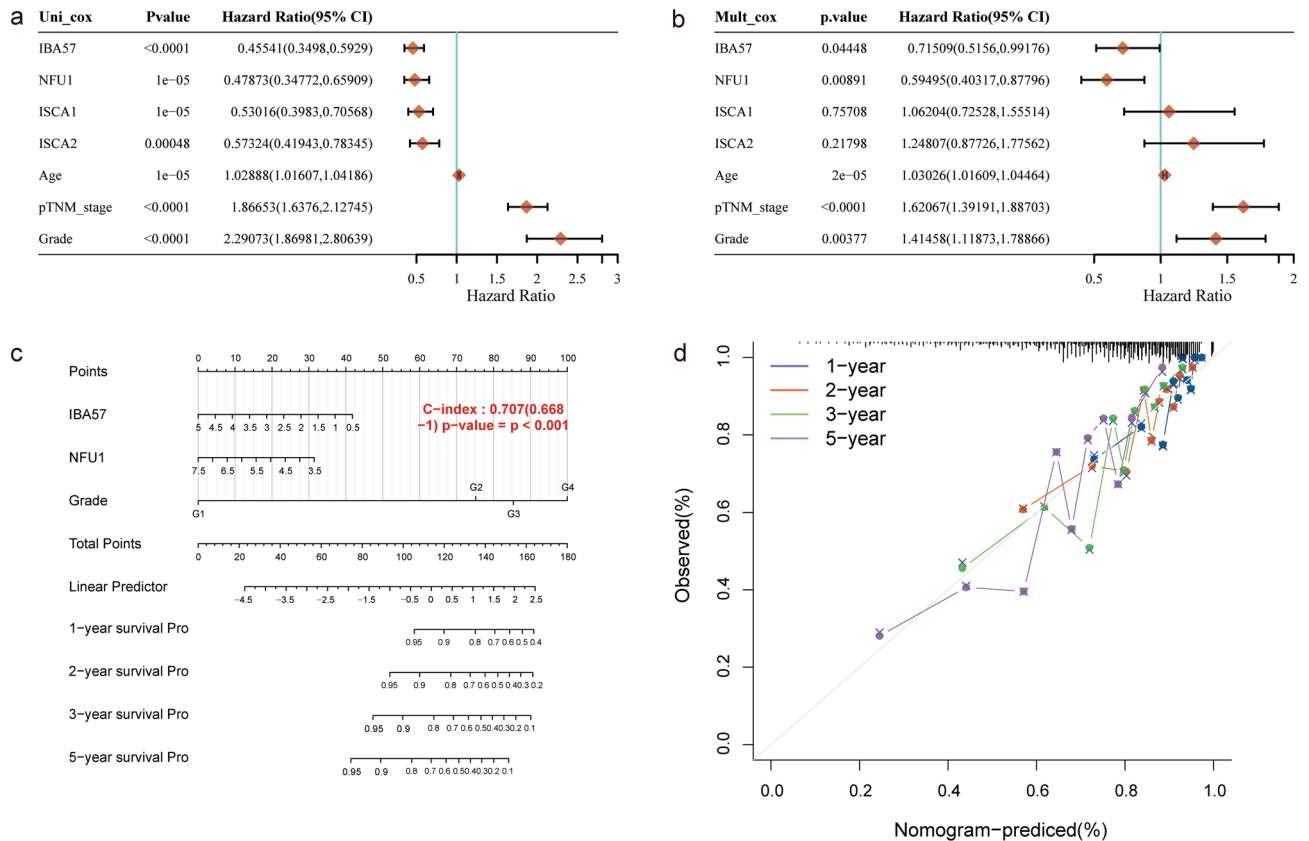 a
Uni_cox Pvalue Hazard Ratio(95% CI)
IBA57 <0.0001 0.45541(0.3498,0.5929)
NFU1 1e−05 0.47873(0.34772,0.65909)
ISCA1 1e−05 0.53016(0.3983,0.70568)
ISCA2 0.00048 0.57324(0.41943,0.78345)
Age 1e−05 1.02888(1.01607,1.04186)
pTNM_stage <0.0001 1.86653(1.6376,2.12745)
Grade <0.0001 2.29073(1.86981,2.80639)
0.5 1 1.5 2 2.5 3
Hazard Ratio
b
Mult_cox p.value Hazard Ratio(95% CI)
IBA57 0.04448 0.71509(0.5156,0.99176)
NFU1 0.00891 0.59495(0.40317,0.87796)
ISCA1 0.75708 1.06204(0.72528,1.55514)
ISCA2 0.21798 1.24807(0.87726,1.77562)
Age 2e−05 1.03026(1.01609,1.04464)
pTNM_stage <0.0001 1.62067(1.39191,1.88703)
Grade 0.00377 1.41458(1.11873,1.78866)
0.5 1 1.5 2
Hazard Ratio
c
0 10 20 30 40 50 60 70 80 90 100
Points
C−index : 0.707(0.668
−1) p−value = p < 0.001
IBA57
5 4.5 4 3.5 3 2.5 2 1.5 1 0.5
NFU1
7.5 6.5 5.5 4.5 3.5
Grade
G2 G4
G1 G3
Total Points
0 20 40 60 80 100 120 140 160 180
Linear Predictor
−4.5 −3.5 −2.5 −1.5 −0.5 0 0.5 1 1.5 2 2.5
1−year survival Pro
0.95 0.9 0.8 0.7 0.6 0.5 0.4
2−year survival Pro
0.95 0.9 0.8 0.7 0.6 0.5 0.4 0.3 0.2
3−year survival Pro
0.95 0.9 0.8 0.7 0.6 0.5 0.4 0.3 0.2 0.1
5−year survival Pro
0.95 0.9 0.8 0.7 0.6 0.5 0.4 0.3 0.2 0.1
d
1−year
2−year
3−year
5−year
Observed(%)
1.0
0.8
0.6
0.4
0.2
0.0
0.0 0.2 0.4 0.6 0.8 1.0
Nomogram−prediced(%)